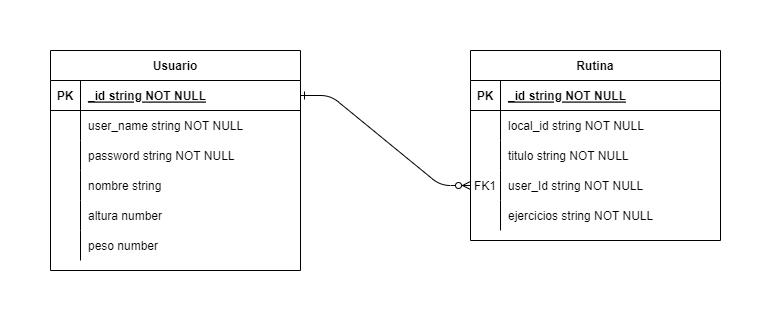 Usuario
PK _id string NOT NULL
user_name string NOT NULL
password string NOT NULL
nombre string
altura number
peso number
Rutina
PK _id string NOT NULL
local_id string NOT NULL
titulo string NOT NULL
FK1 user_Id string NOT NULL
ejercicios string NOT NULL